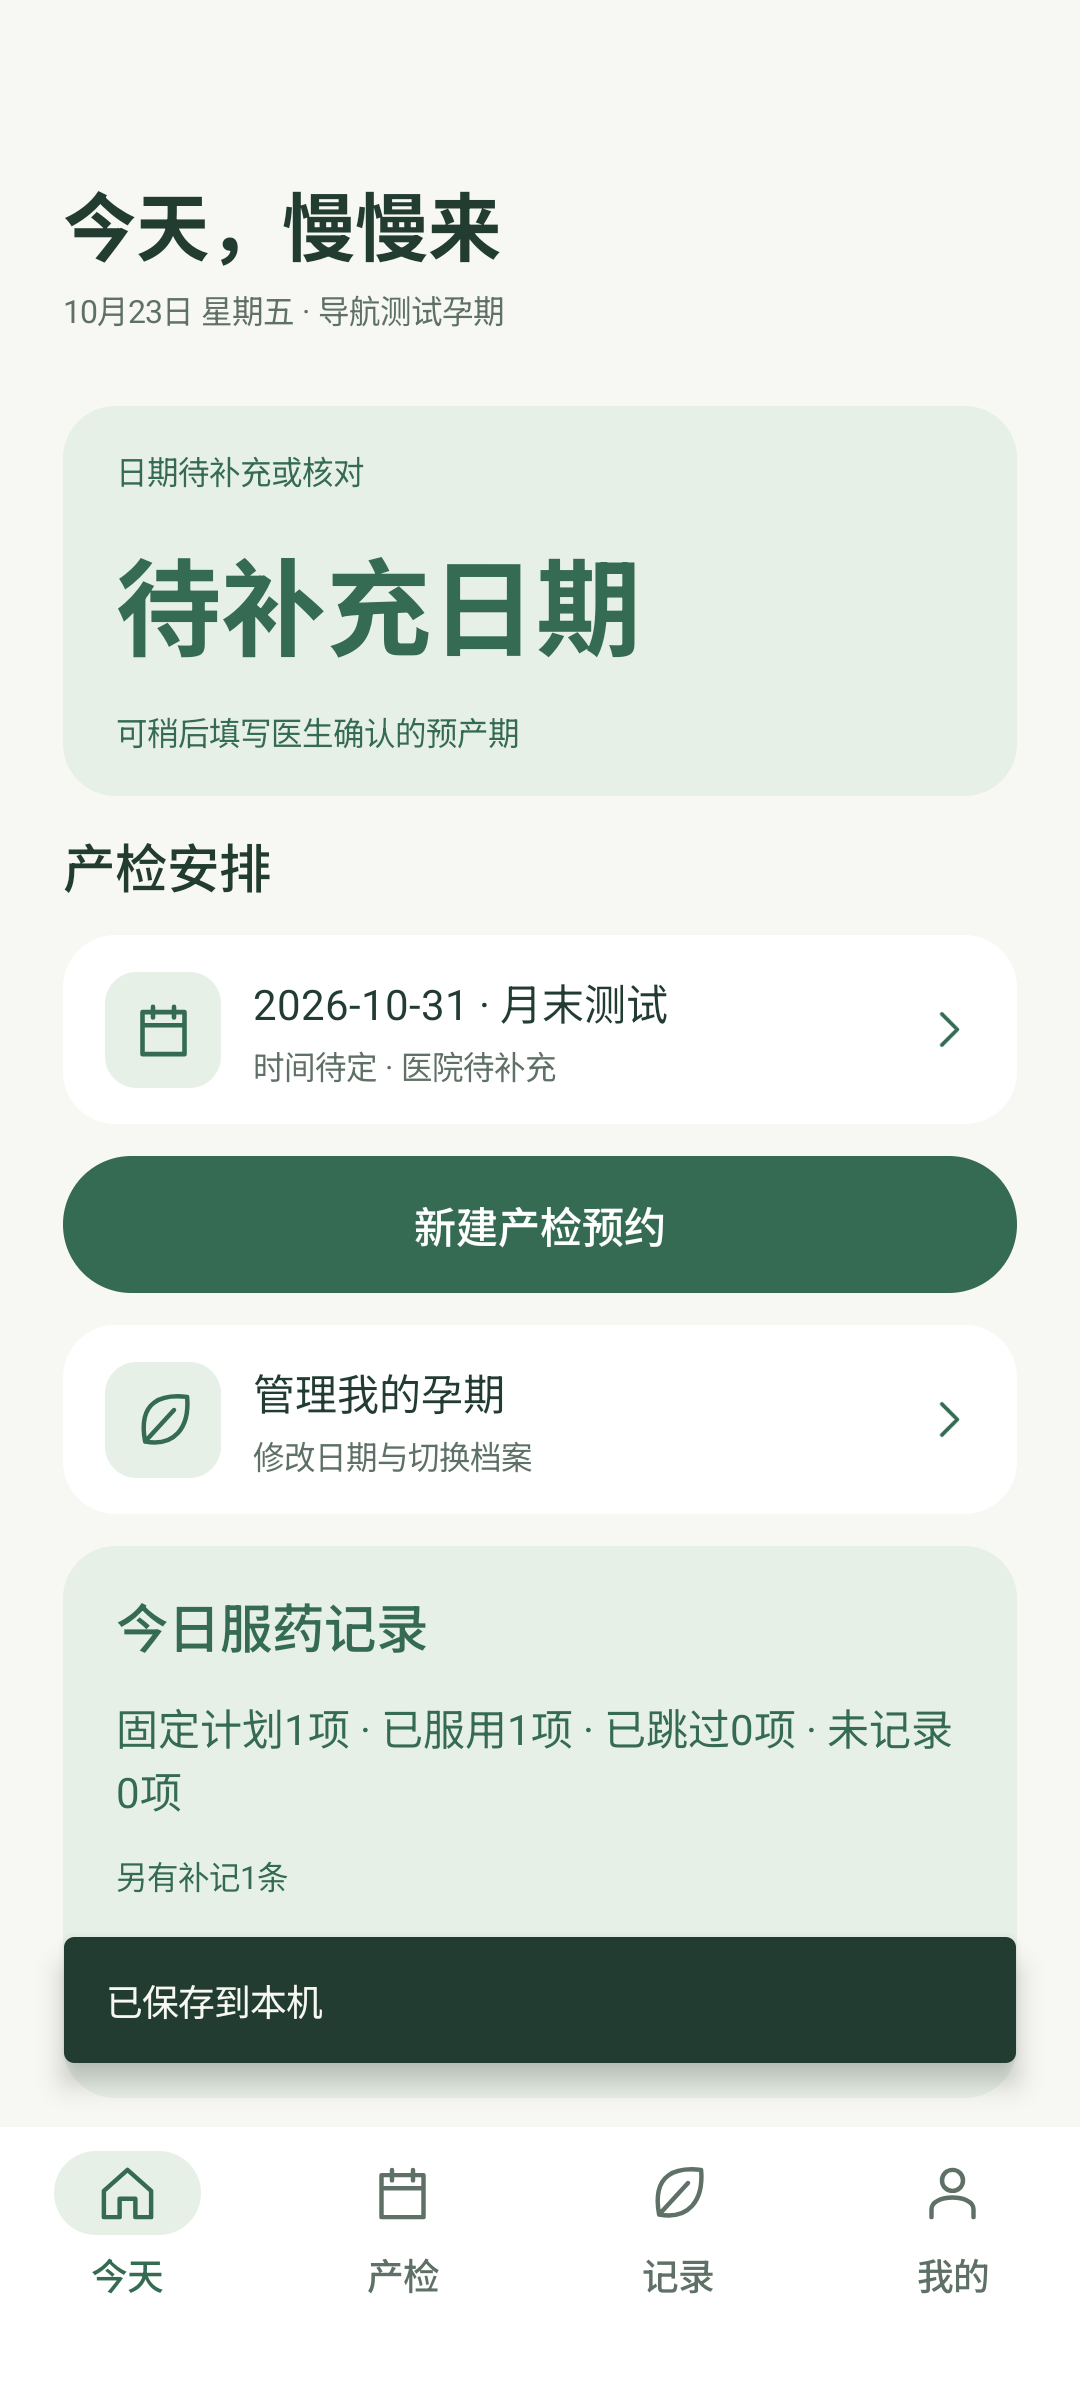 今天，慢慢来
10月23日 星期五 · 导航测试孕期
日期待补充或核对
待补充日期
可稍后填写医生确认的预产期
产检安排
2026-10-31 · 月末测试
时间待定 · 医院待补充
新建产检预约
管理我的孕期
修改日期与切换档案
今日服药记录
固定计划1项 · 已服用1项 · 已跳过0项 · 未记录
0项
另有补记1条
已保存到本机
今天
产检
记录
我的